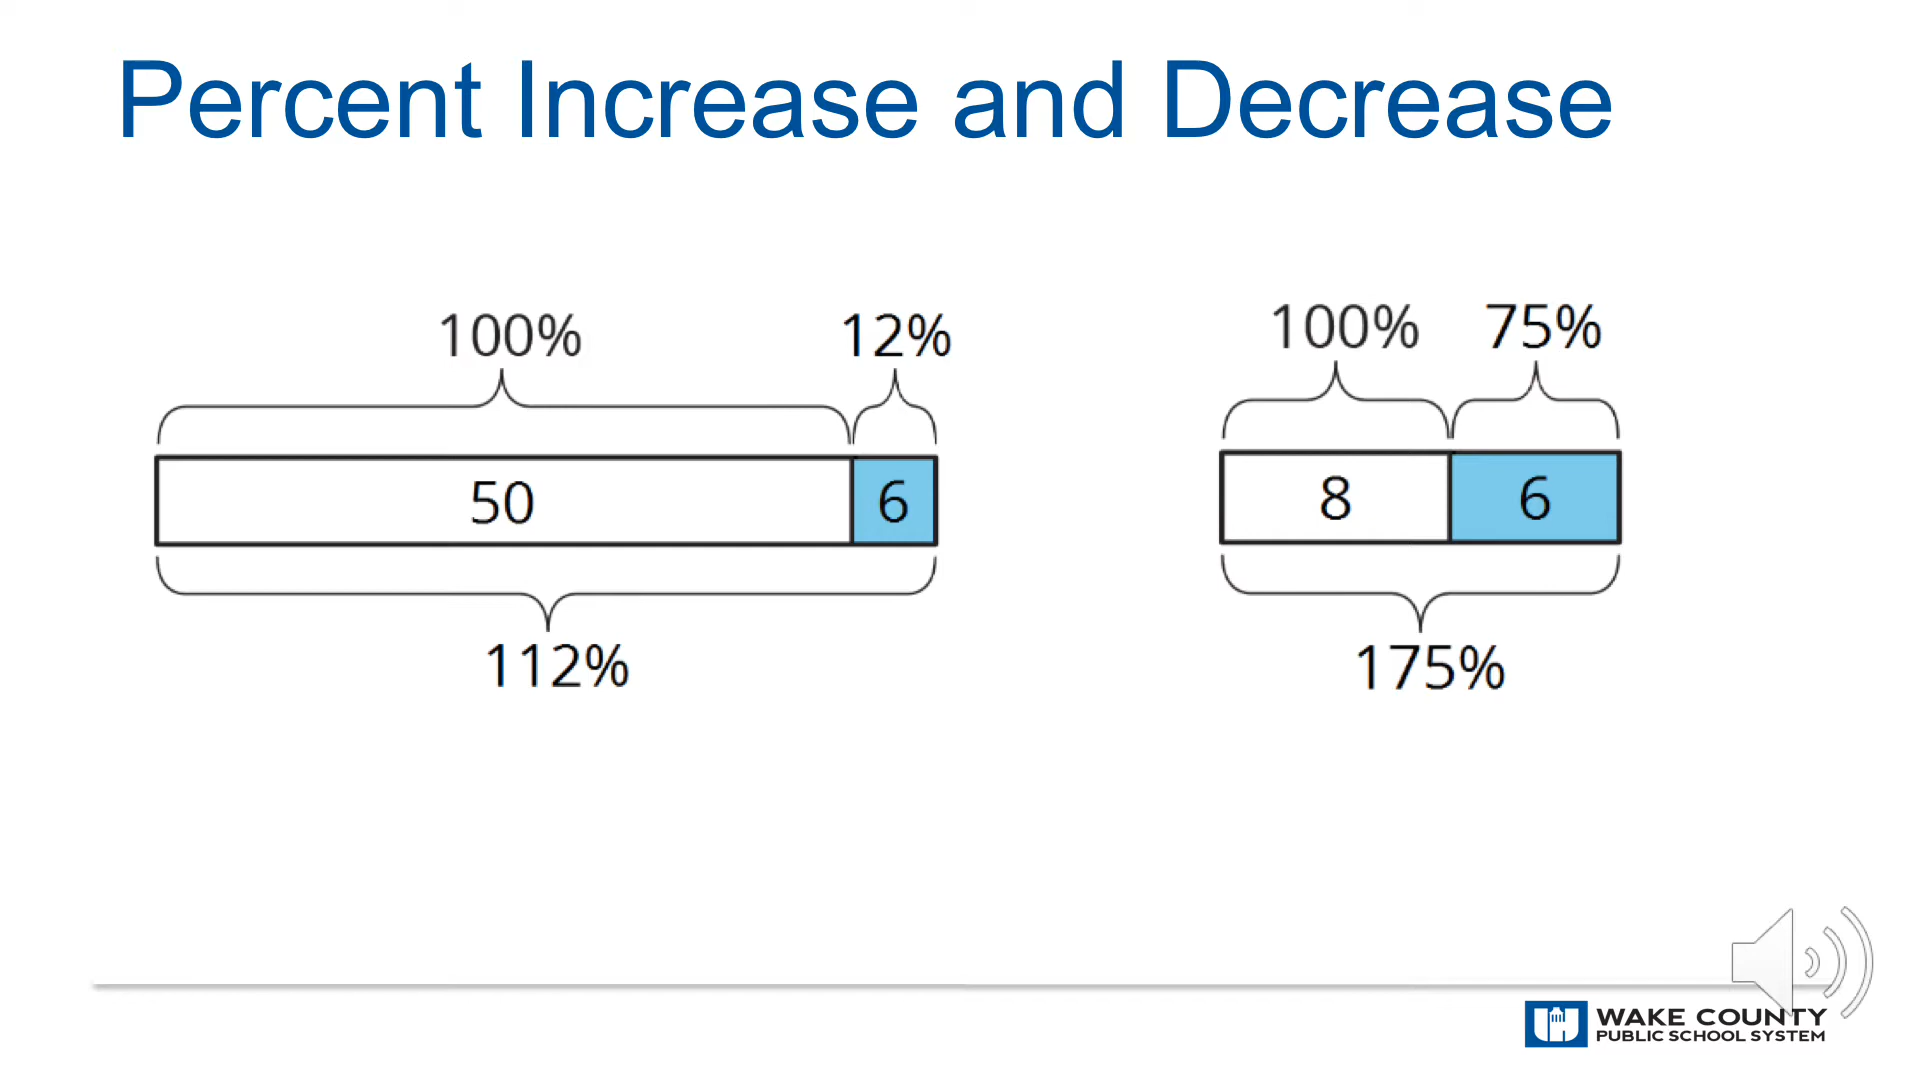 Percent Increase and Decrease
100% 12%
50 6
112%
100% 75%
8 6
175%
WAKE COUNTY
PUBLIC SCHOOL SYSTEM